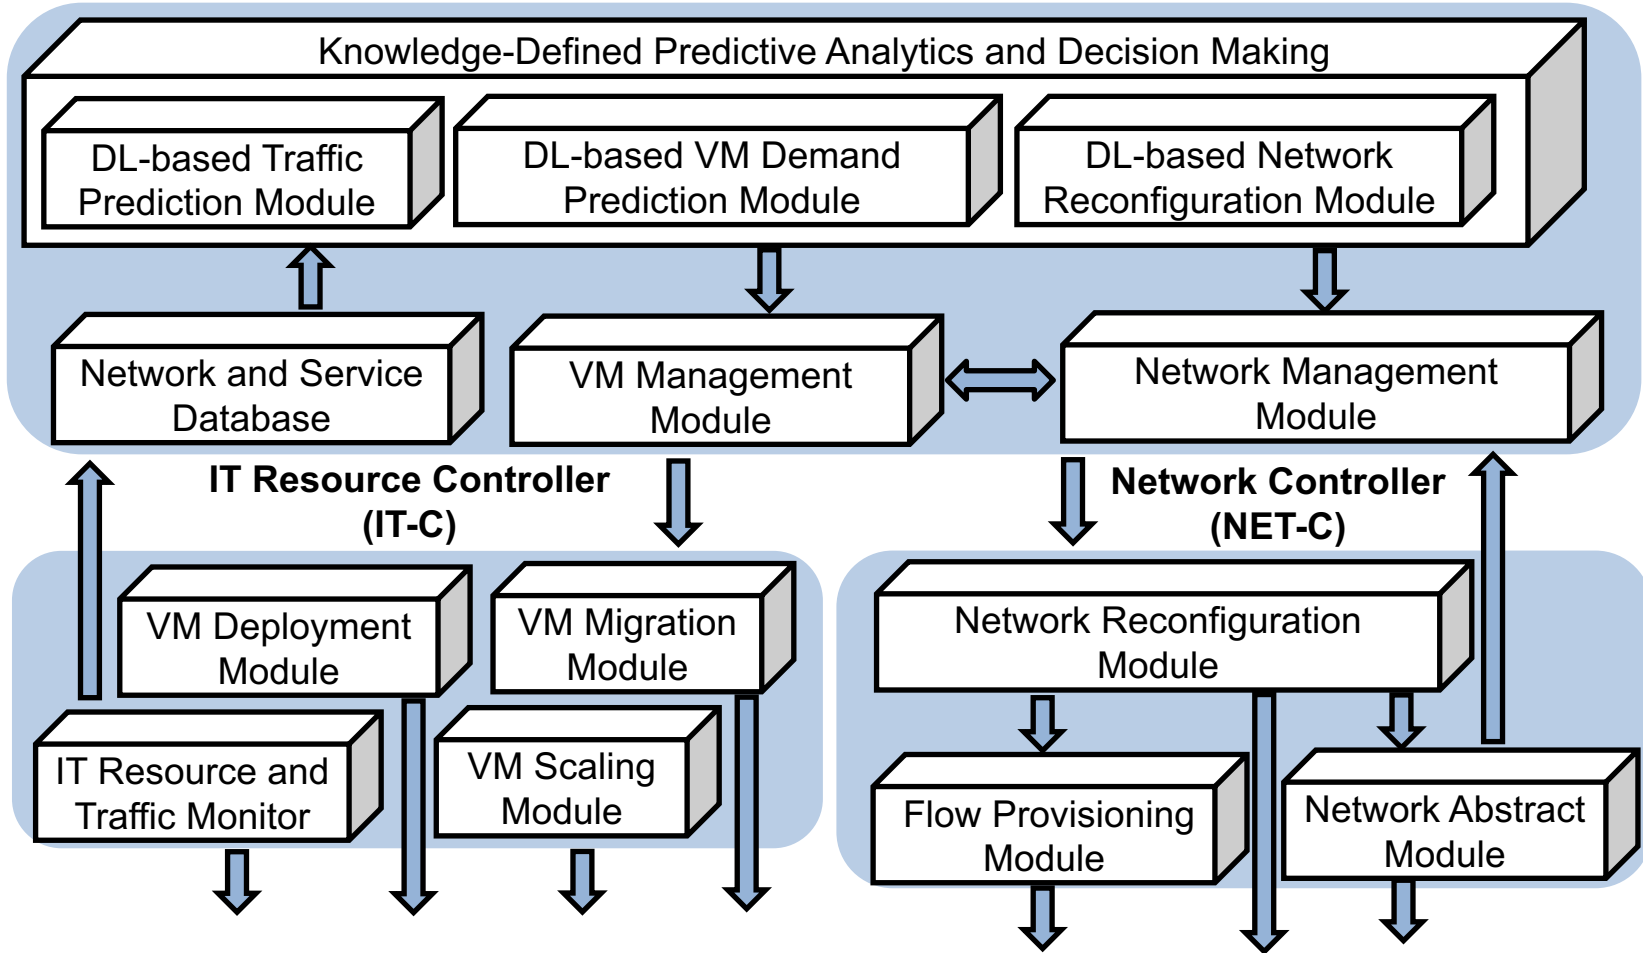 Knowledge-Defined Predictive Analytics and Decision Making
DL-based Traffic
Prediction Module
DL-based VM Demand
Prediction Module
DL-based Network
Reconfiguration Module
Network and Service
Database
VM Management
Module
Network Management
Module
IT Resource Controller
(IT-C)
Network Controller
(NET-C)
VM Deployment
Module
VM Migration
Module
Network Reconfiguration
Module
IT Resource and
Traffic Monitor
VM Scaling
Module
Flow Provisioning
Module
Network Abstract
Module